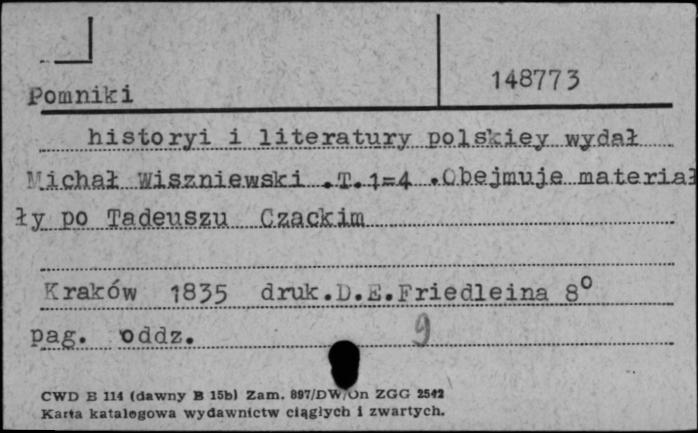 Pomniki
148773
historyi i literatury polskiey wydał
Michał Wiszniewski .T.1=4 .Obejmuje materiał
ły po Tadeuszu Czackim
Kraków 1835 druk.D.E.Friedleina 8°
pag. oddz.
9
CWD B 114 (dawny B 15b) Zam. 897/DW/On ZGG 2542
Karta katalogowa wydawnictw ciągłych i zwartych.